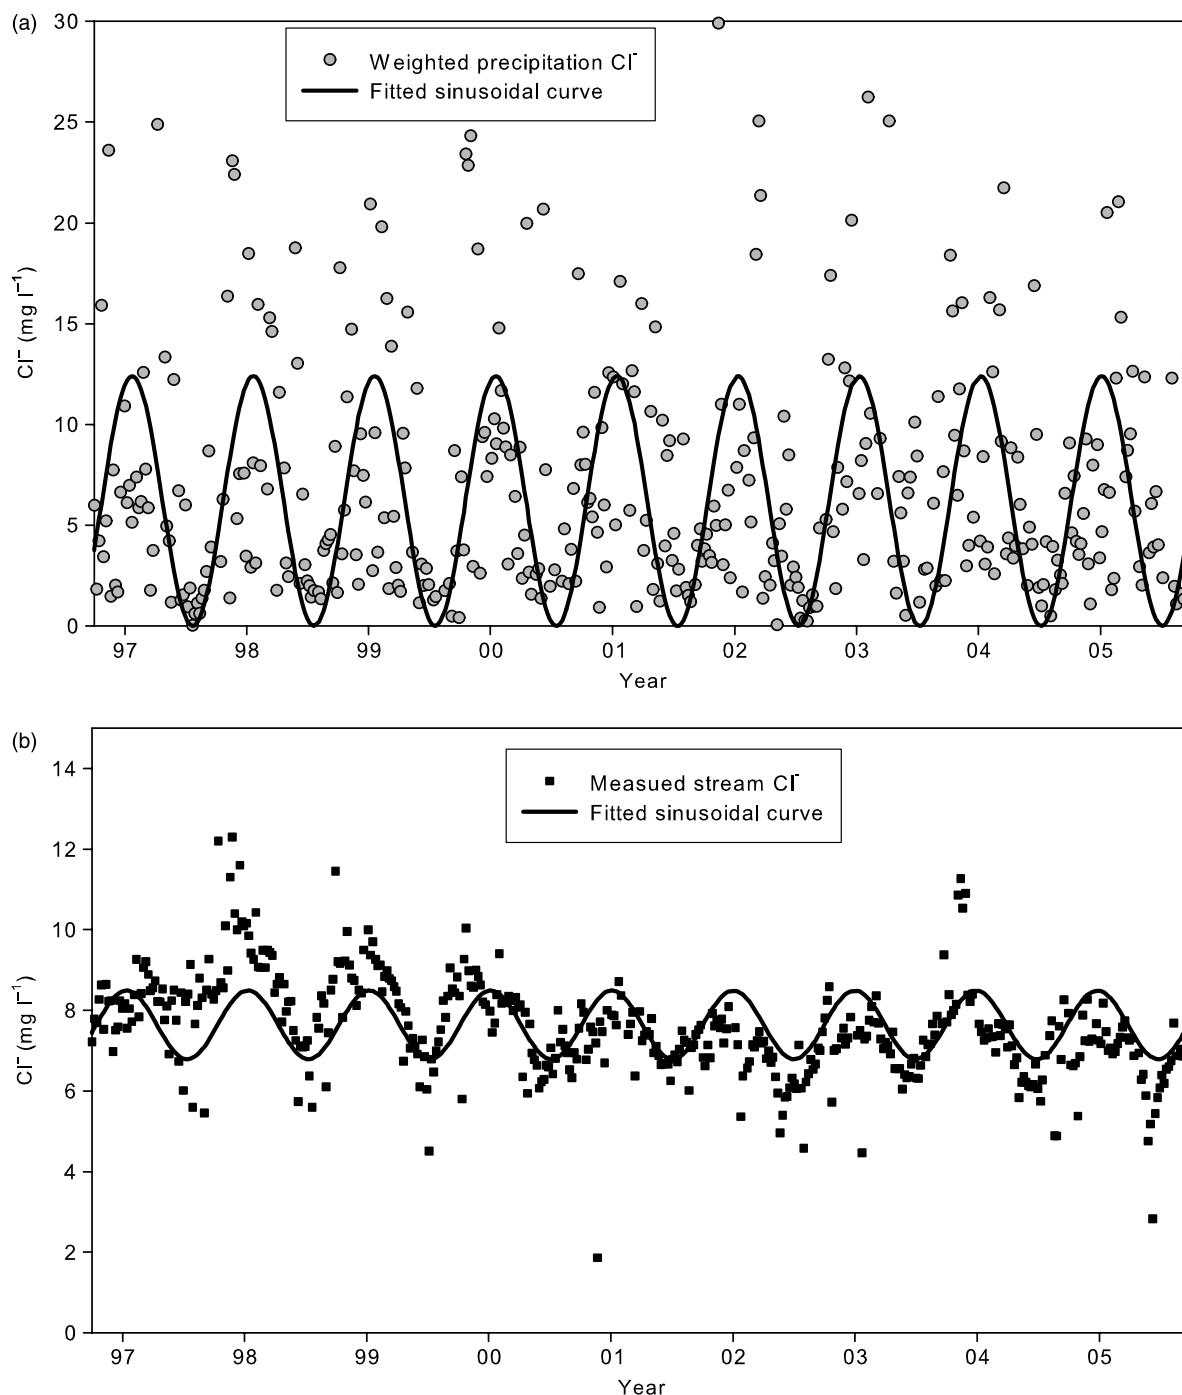 (a)
30
25
20
15
10
5
0
Cl⁻ (mg l⁻¹)
Weighted precipitation Cl⁻
Fitted sinusoidal curve
97 98 99 00 01 02 03 04 05
Year
(b)
14
12
10
8
6
4
2
0
Cl⁻ (mg l⁻¹)
Measued stream Cl⁻
Fitted sinusoidal curve
97 98 99 00 01 02 03 04 05
Year